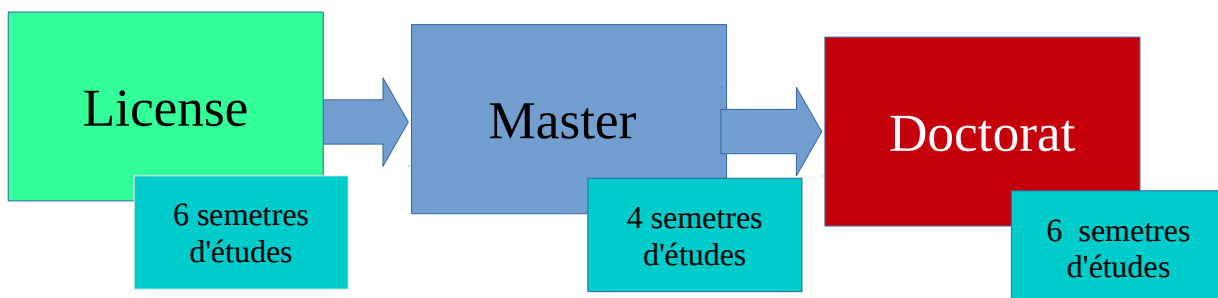 License
6 semetres
d'études
Master
4 semetres
d'études
Doctorat
6  semetres
d'études